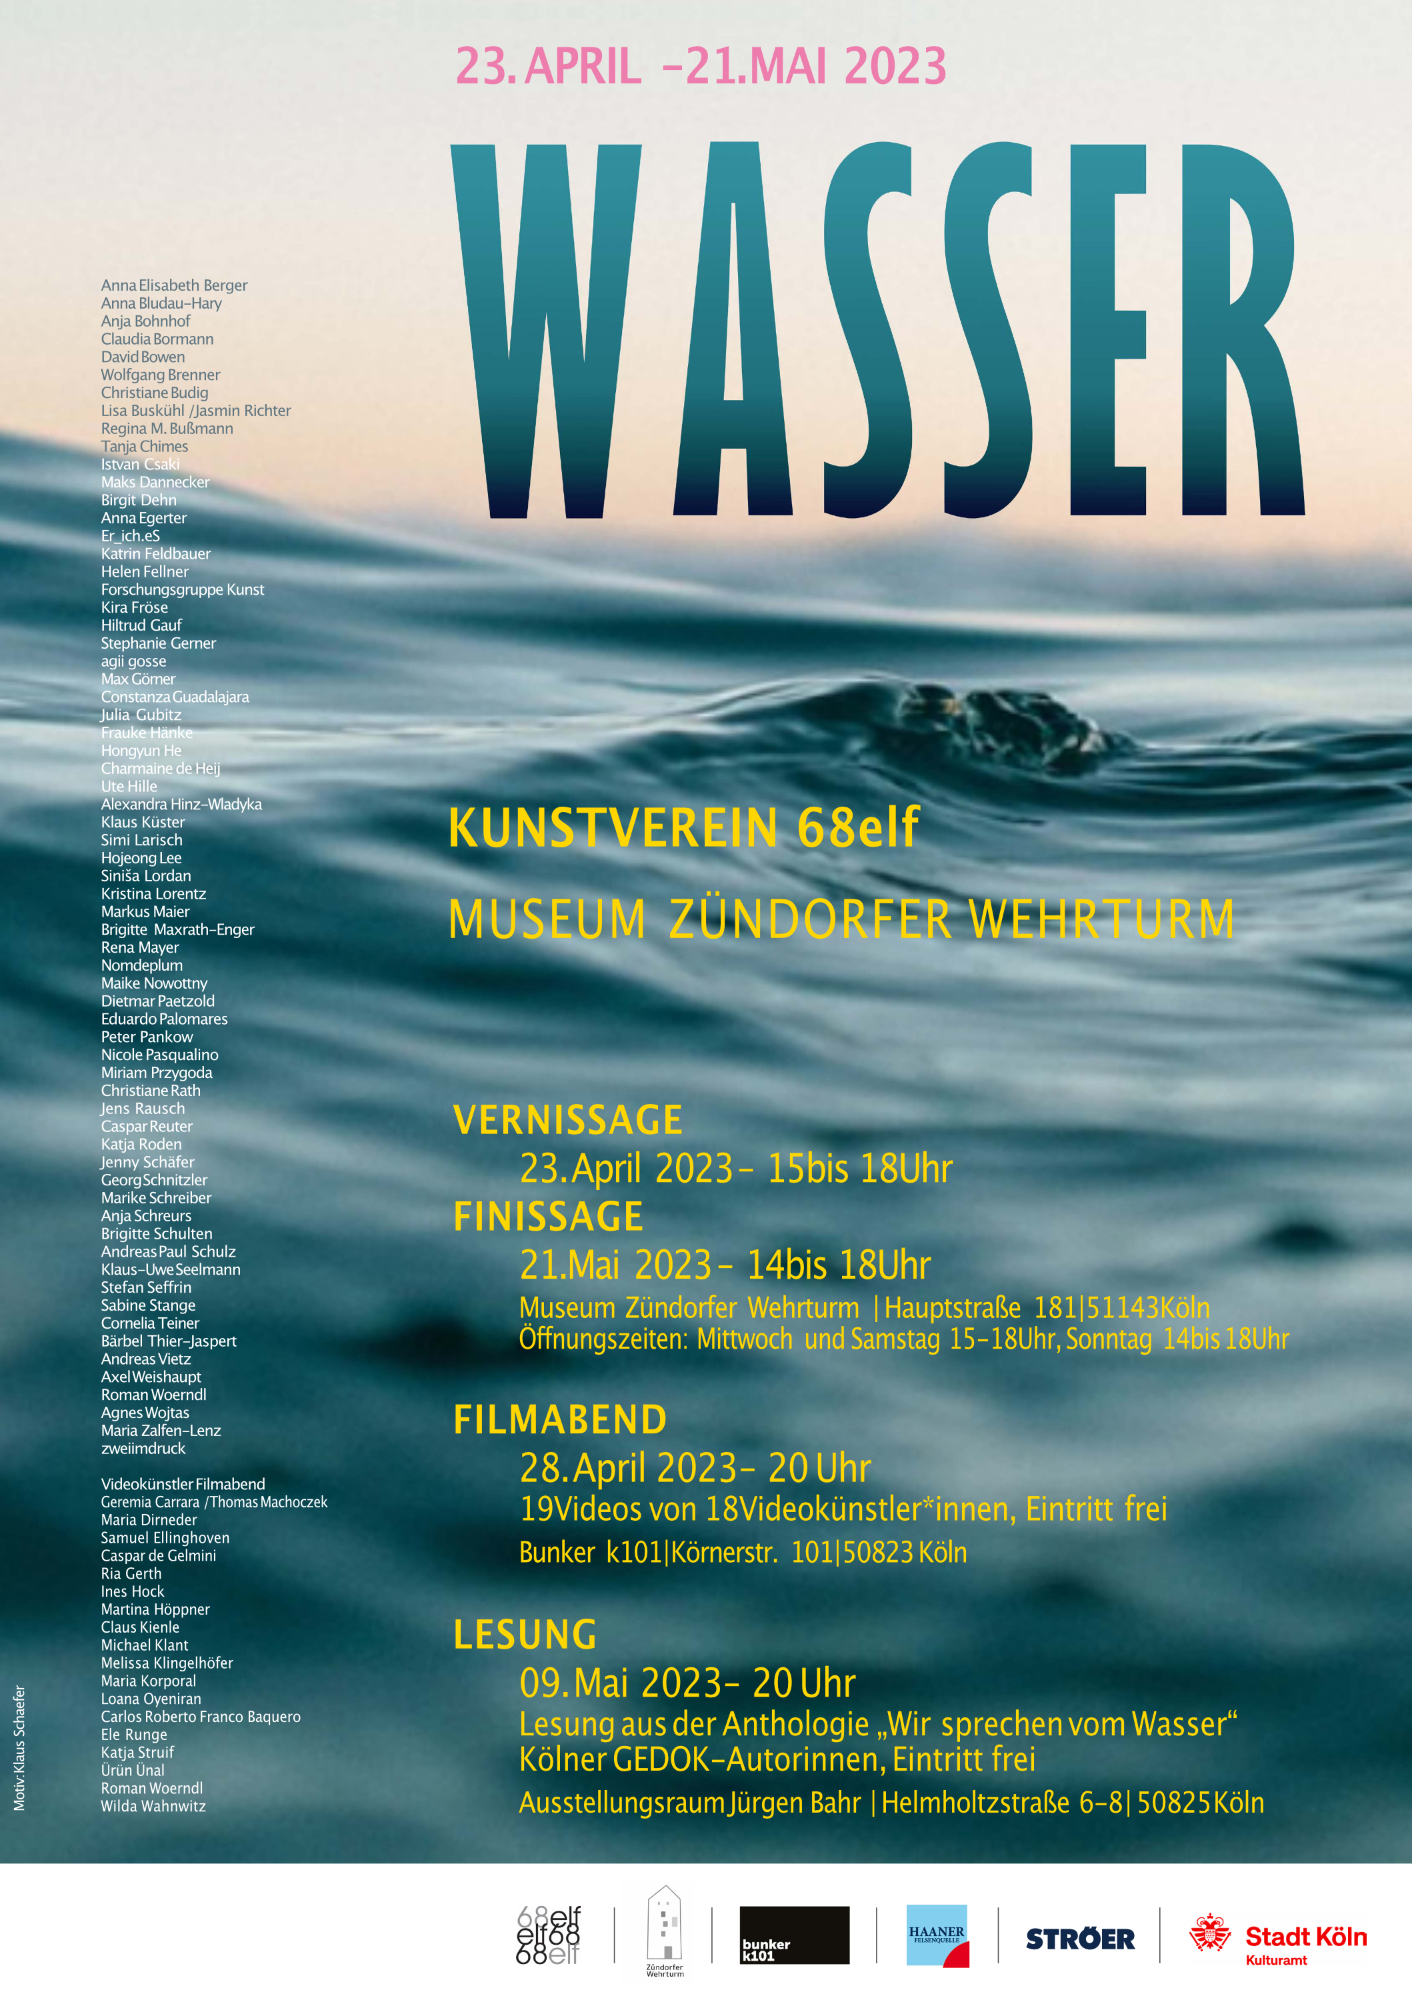 23. APRIL – 21. MAI 2023
WASSER
Anna Elisabeth Berger
Anna Bludau-Hary
Anja Bohnhof
Claudia Bormann
David Bowen
Wolfgang Brenner
Christiane Budig
Lisa Buskühl / Jasmin Richter
Regina M. Bußmann
Tanja Chimes
Istvan Csaki
Maks Dannecker
Birgit Dehn
Anna Egerter
Er_ich.eS
Katrin Feldbauer
Helen Fellner
Forschungsgruppe Kunst
Kira Fröse
Hiltrud Gauf
Stephanie Gerner
agii gosse
Max Görner
Constanza Guadalajara
Julia Gubitz
Frauke Hänke
Hongyun He
Charmaine de Heij
Ute Hille
Alexandra Hinz-Wladyka
Klaus Küster
Simi Larisch
Hojeong Lee
Siniša Lordan
Kristina Lorentz
Markus Maier
Brigitte Maxrath-Enger
Rena Mayer
Nomdeplum
Maike Nowottny
Dietmar Paetzold
Eduardo Palomares
Peter Pankow
Nicole Pasqualino
Miriam Przygoda
Christiane Rath
Jens Rausch
Caspar Reuter
Katja Roden
Jenny Schäfer
Georg Schnitzler
Marike Schreiber
Anja Schreurs
Brigitte Schulten
Andreas Paul Schulz
Klaus-Uwe Seelmann
Stefan Seffrin
Sabine Stange
Cornelia Teiner
Bärbel Thier-Jaspert
Andreas Vietz
Axel Weishaupt
Roman Woerndl
Agnes Wojtas
Maria Zalfen-Lenz
zweiimdruck
Videokünstler Filmabend
Geremia Carrara / Thomas Machoczek
Maria Dirneder
Samuel Ellinghoven
Caspar de Gelmini
Ria Gerth
Ines Hock
Martina Höppner
Claus Kienle
Michael Klant
Melissa Klingelhöfer
Maria Korporal
Loana Oyeniran
Carlos Roberto Franco Baquero
Ele Runge
Katja Struif
Ürün Ünal
Roman Woerndl
Wilda Wahnwitz
Motiv: Klaus Schaefer
KUNSTVEREIN 68elf
MUSEUM ZÜNDORFER WEHRTURM
VERNISSAGE
23. April 2023 – 15 bis 18 Uhr
FINISSAGE
21. Mai 2023 – 14 bis 18 Uhr
Museum Zündorfer Wehrturm | Hauptstraße 181 | 51143 Köln
Öffnungszeiten: Mittwoch und Samstag 15-18 Uhr, Sonntag 14 bis 18 Uhr
FILMABEND
28. April 2023 – 20 Uhr
19 Videos von 18 Videokünstler*innen, Eintritt frei
Bunker k101 | Körnerstr. 101 | 50823 Köln
LESUNG
09. Mai 2023 – 20 Uhr
Lesung aus der Anthologie „Wir sprechen vom Wasser“
Kölner GEDOK-Autorinnen, Eintritt frei
Ausstellungsraum Jürgen Bahr | Helmholtzstraße 6-8 | 50825 Köln
68elf
elf68
68elf
Zündorfer
Wehrturm
bunker
k101
HAANER
FELSENQUELLE
STRÖER
Stadt Köln
Kulturamt